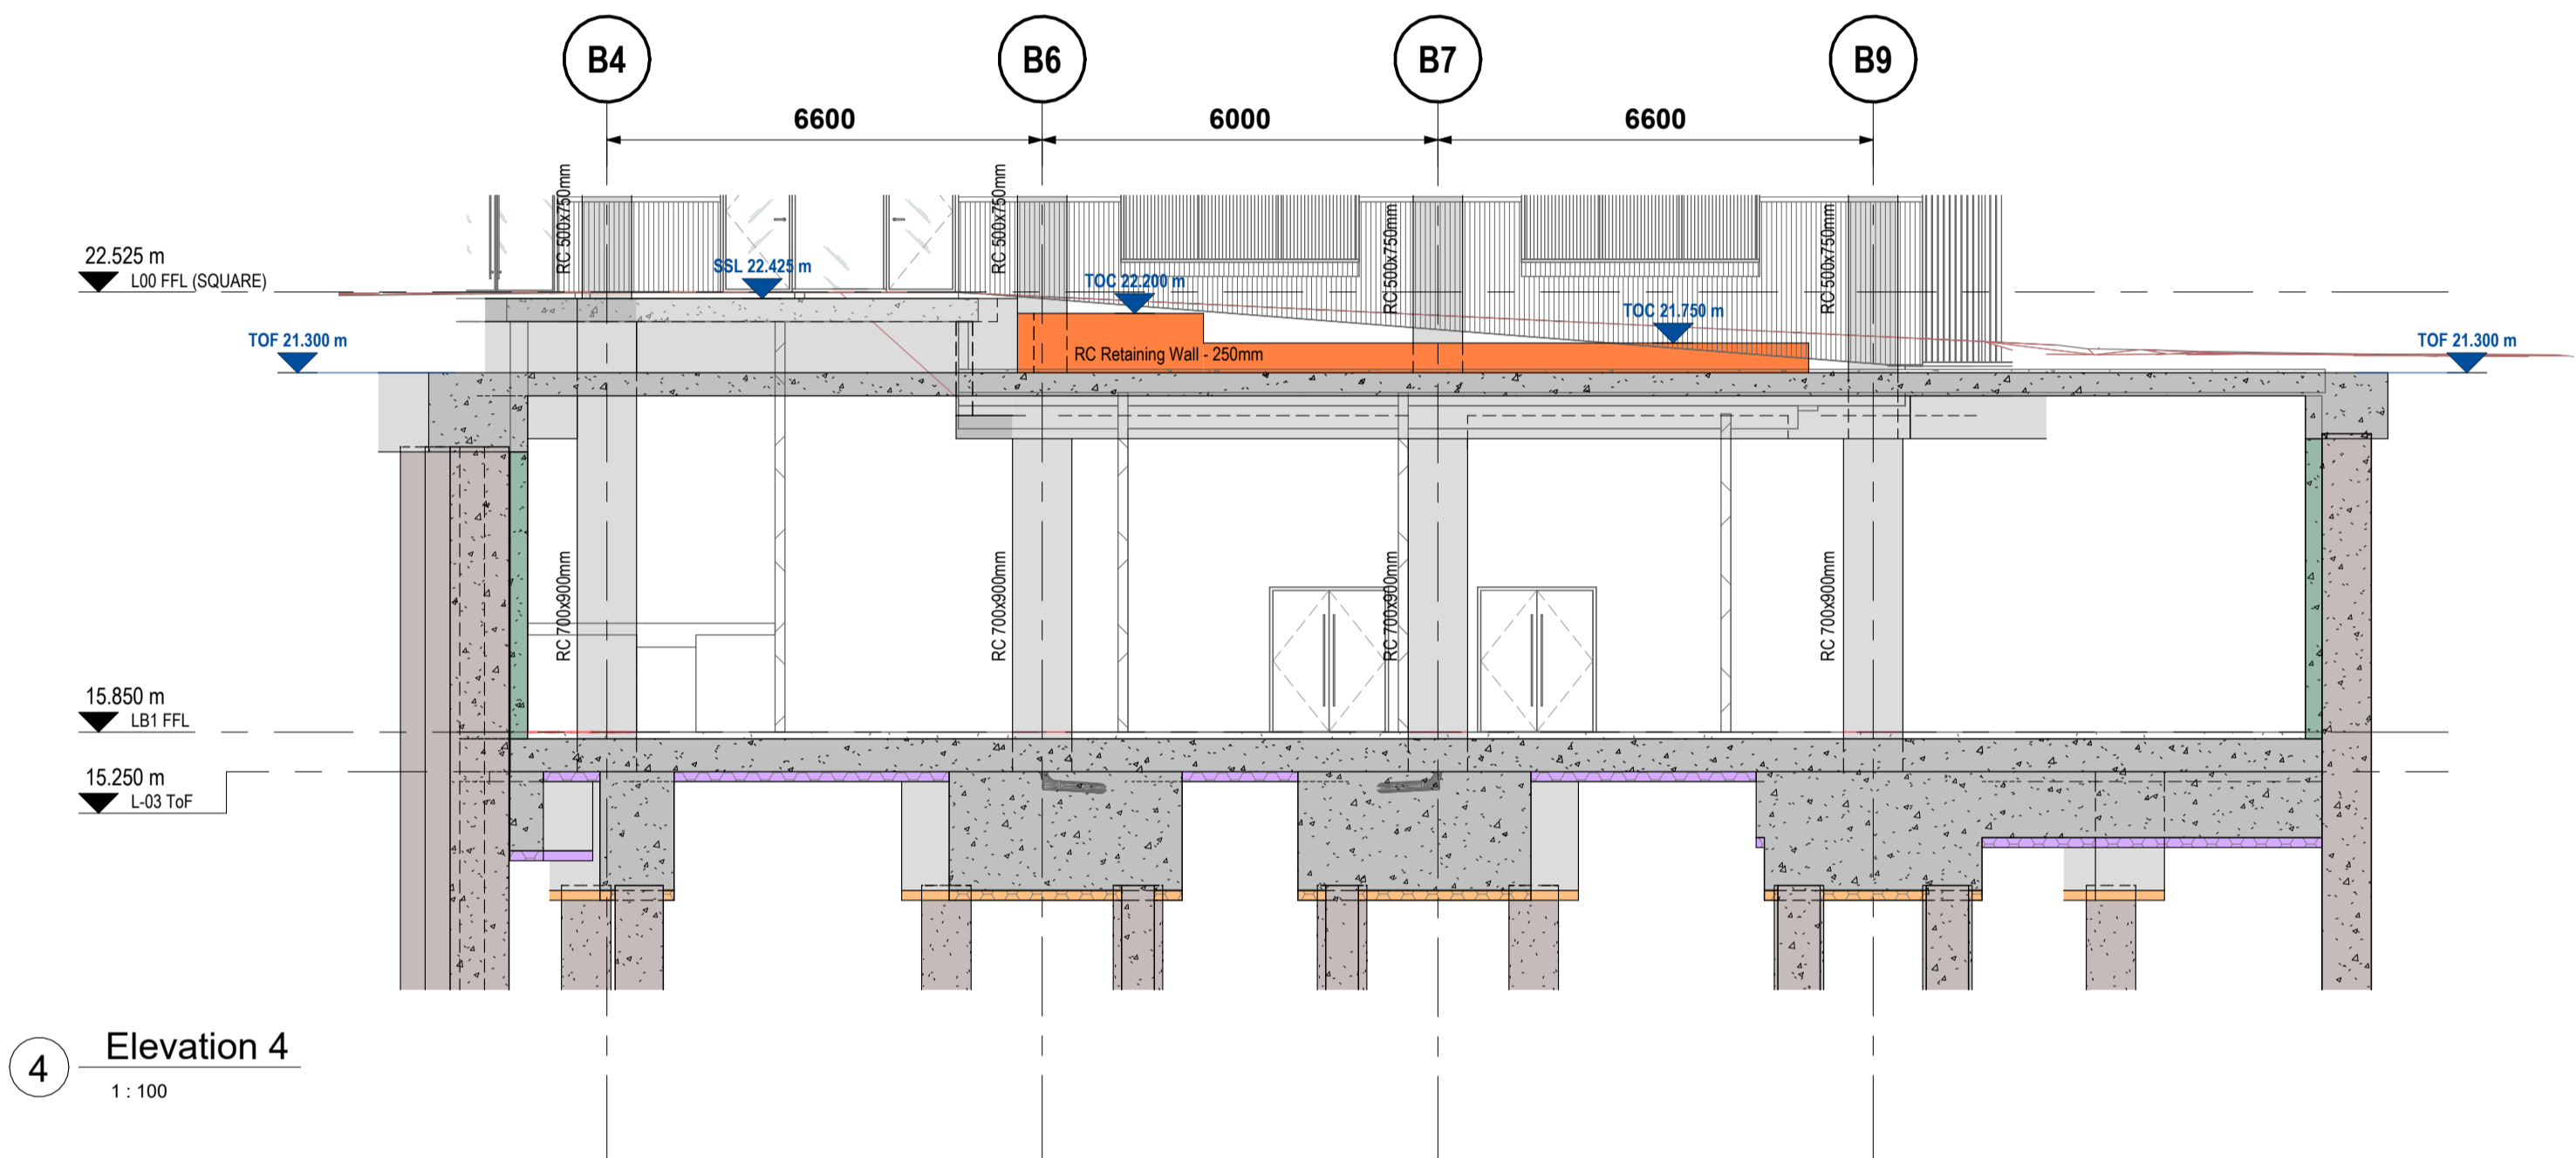 B4
B6
B7
B9
6600
6000
6600
RC 500x750mm
RC 500x750mm
RC 500x750mm
RC 500x750mm
22.525 m
L00 FFL (SQUARE)
SSL 22.425 m
TOC 22.200 m
TOC 21.750 m
TOF 21.300 m
TOF 21.300 m
RC Retaining Wall - 250mm
RC 700x900mm
RC 700x900mm
RC 700x900mm
RC 700x900mm
15.850 m
LB1 FFL
15.250 m
L-03 ToF
4
Elevation 4
1 : 100